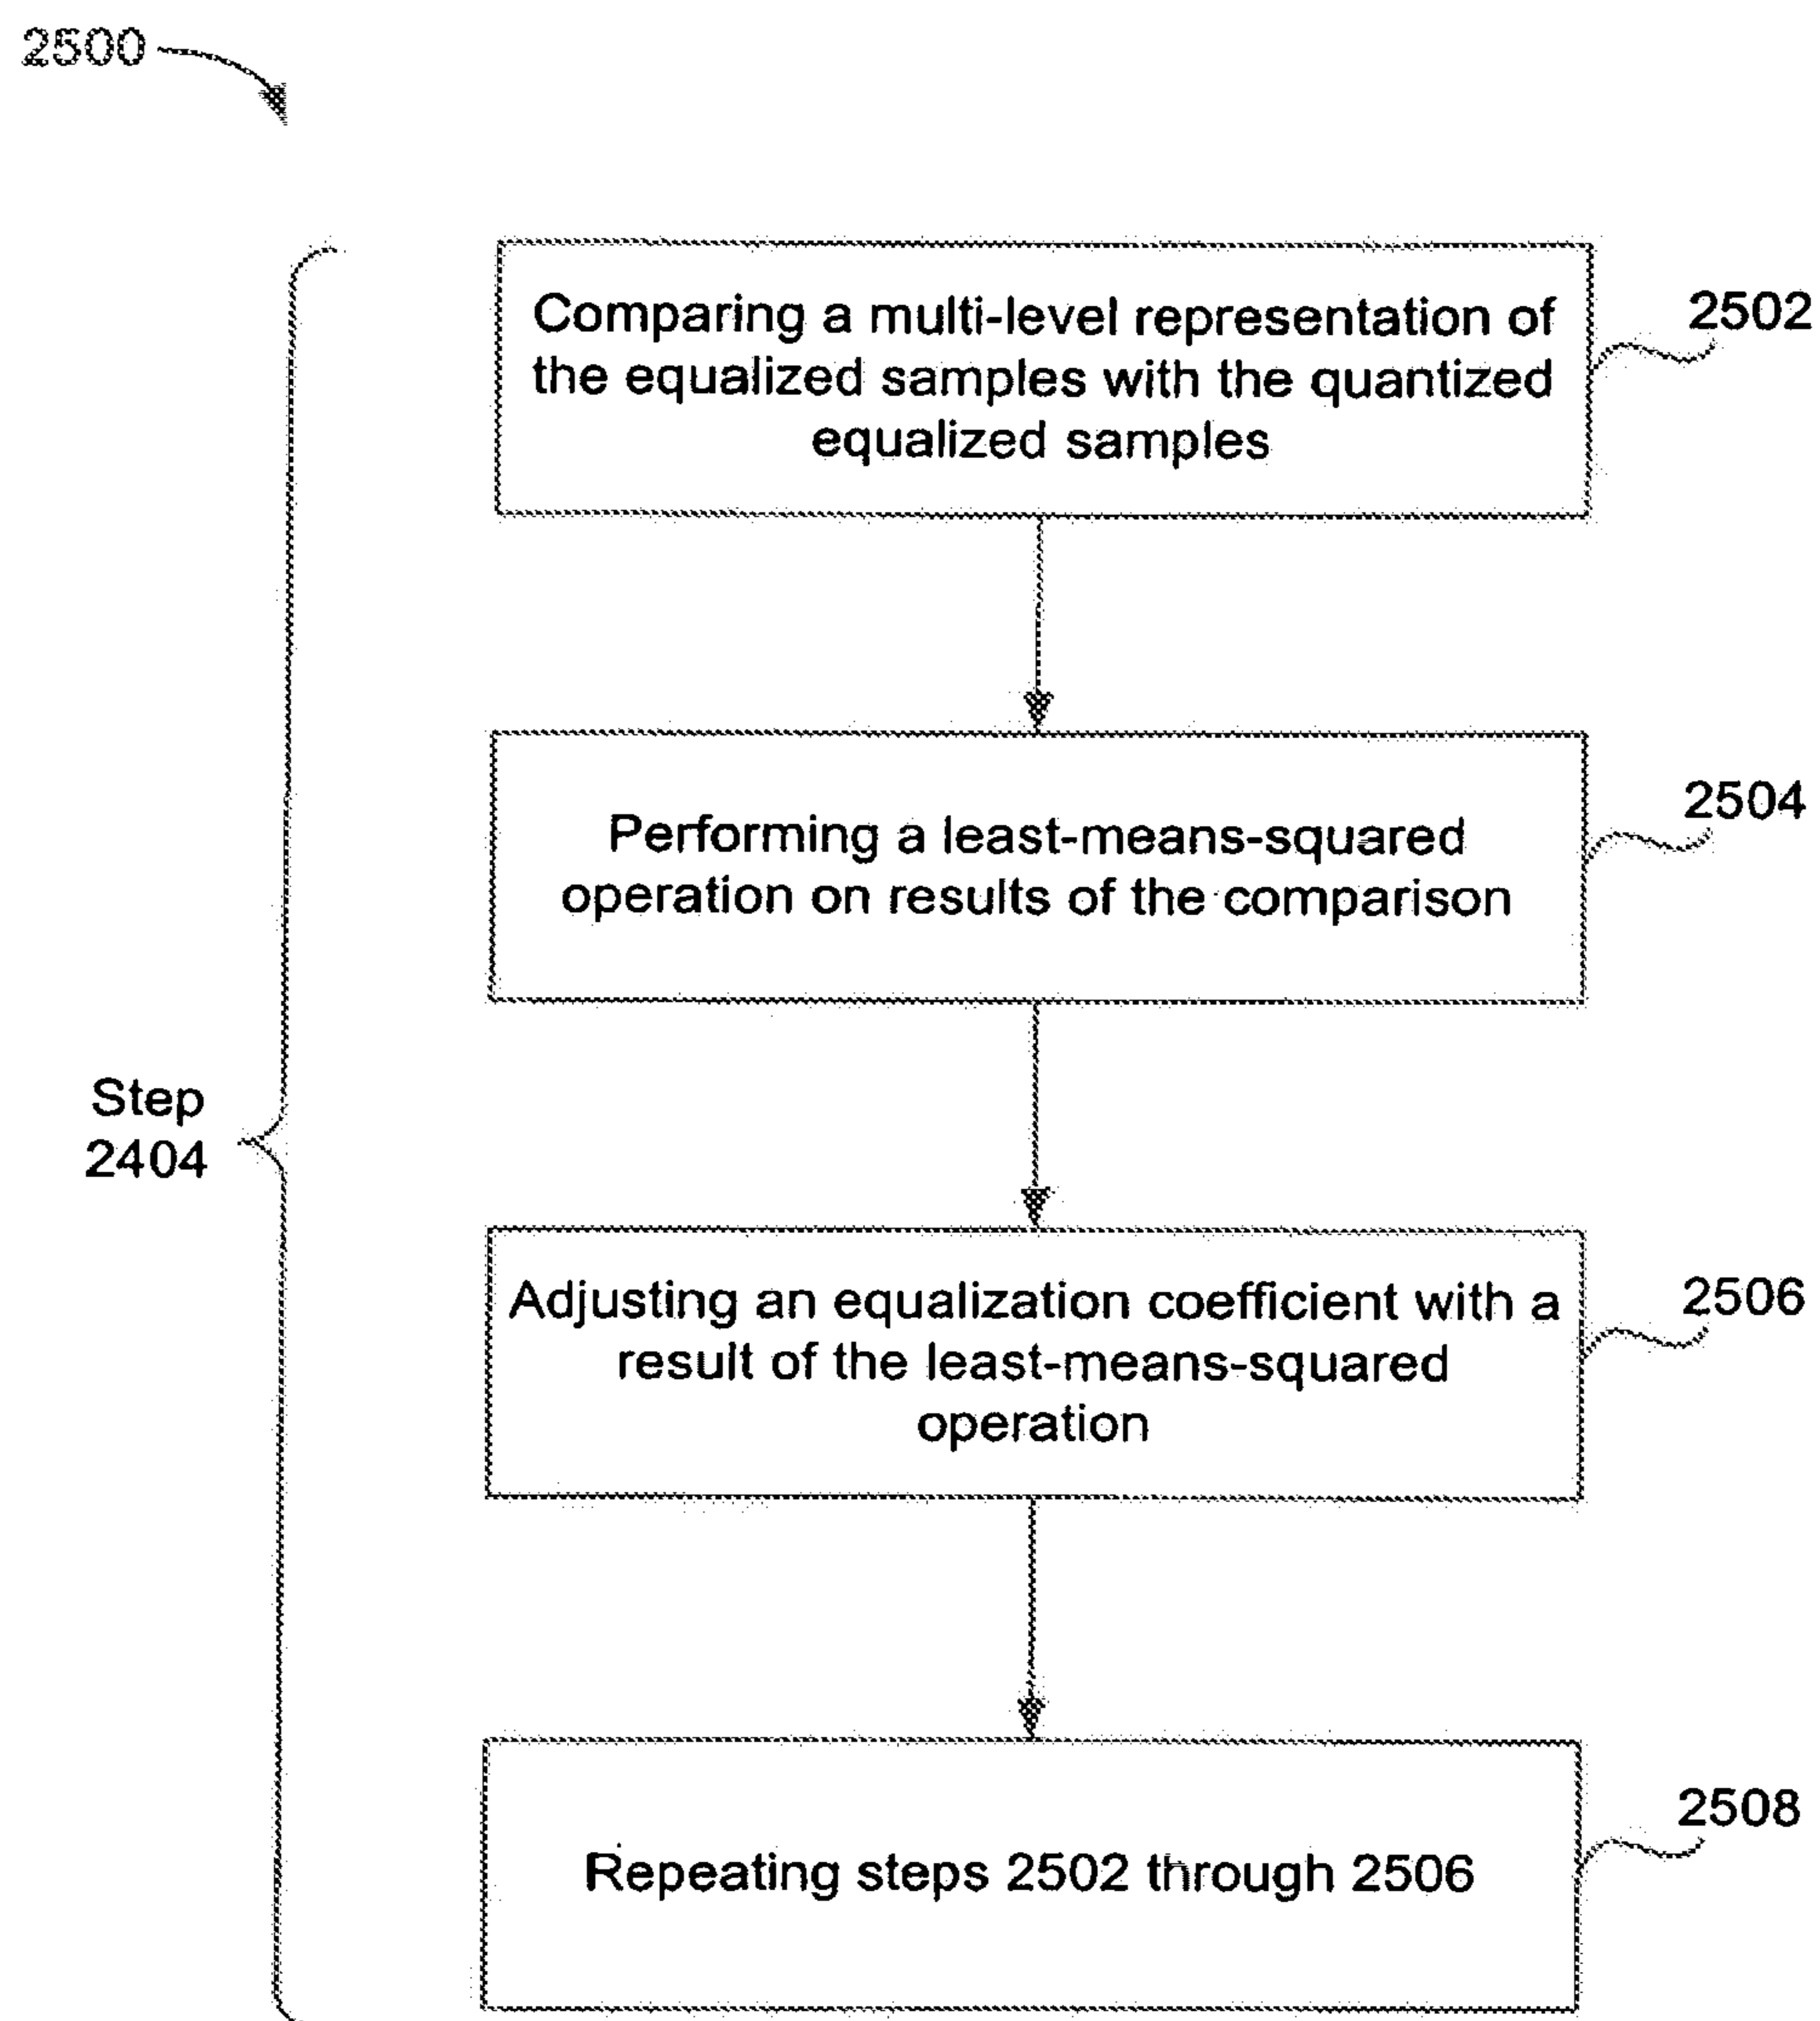 2500
Comparing a multi-level representation of
the equalized samples with the quantized
equalized samples
2502
Performing a least-means-squared
operation on results of the comparison
2504
Step
2404
Adjusting an equalization coefficient with a
result of the least-means-squared
operation
2506
Repeating steps 2502 through 2506
2508